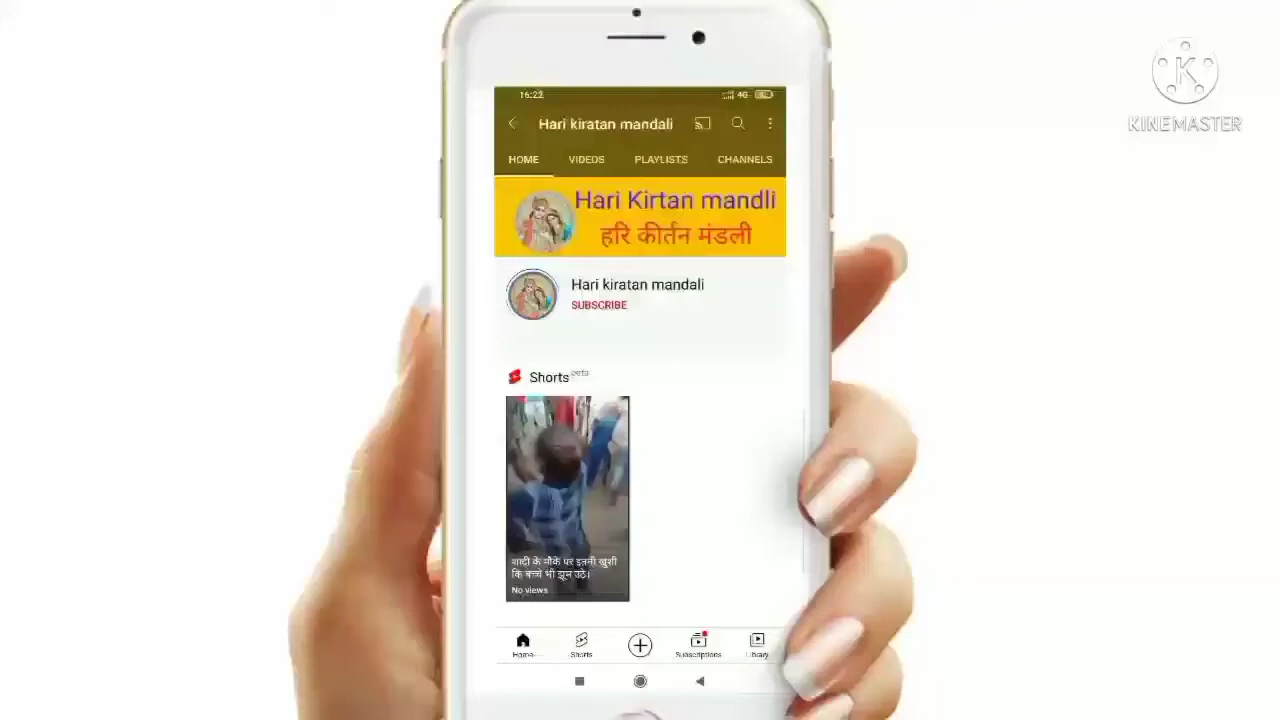 16:22
4G
Hari kiratan mandali
HOME VIDEOS PLAYLISTS CHANNELS
Hari Kirtan mandli
हरि कीर्तन मंडली
Hari kiratan mandali
SUBSCRIBE
Shorts beta
शादी के मौके पर इतनी खुशी
कि बच्चे भी झूम उठे।
No views
Home Shorts Subscriptions Library
K
KINEMASTER